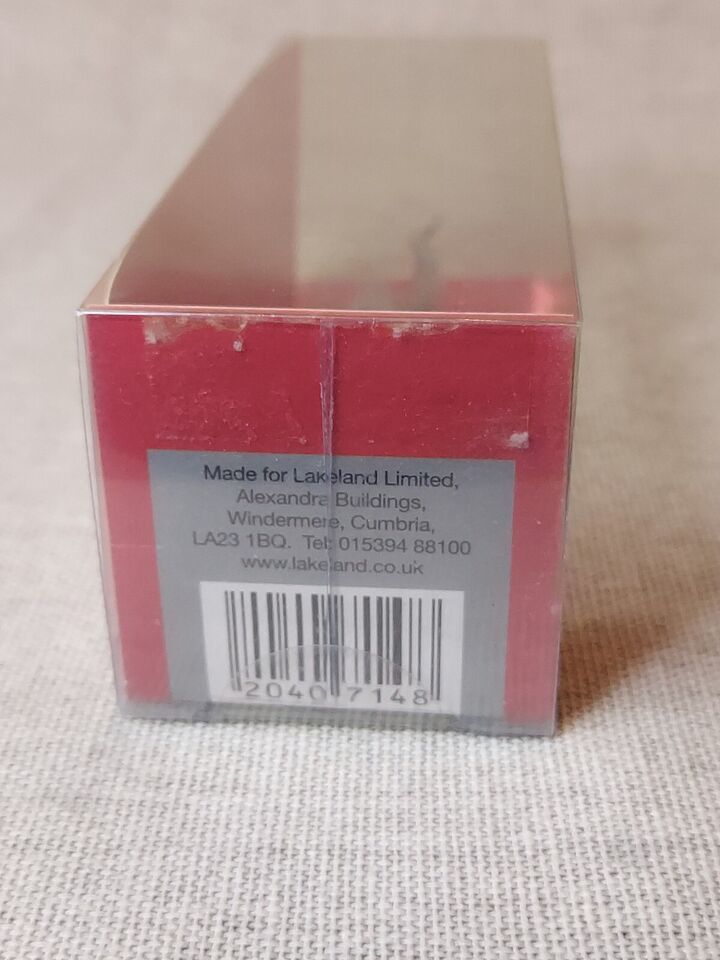 Made for Lakeland Limited,
Alexandra Buildings,
Windermere, Cumbria,
LA23 1BQ. Tel: 015394 88100
www.lakeland.co.uk
2040 7148